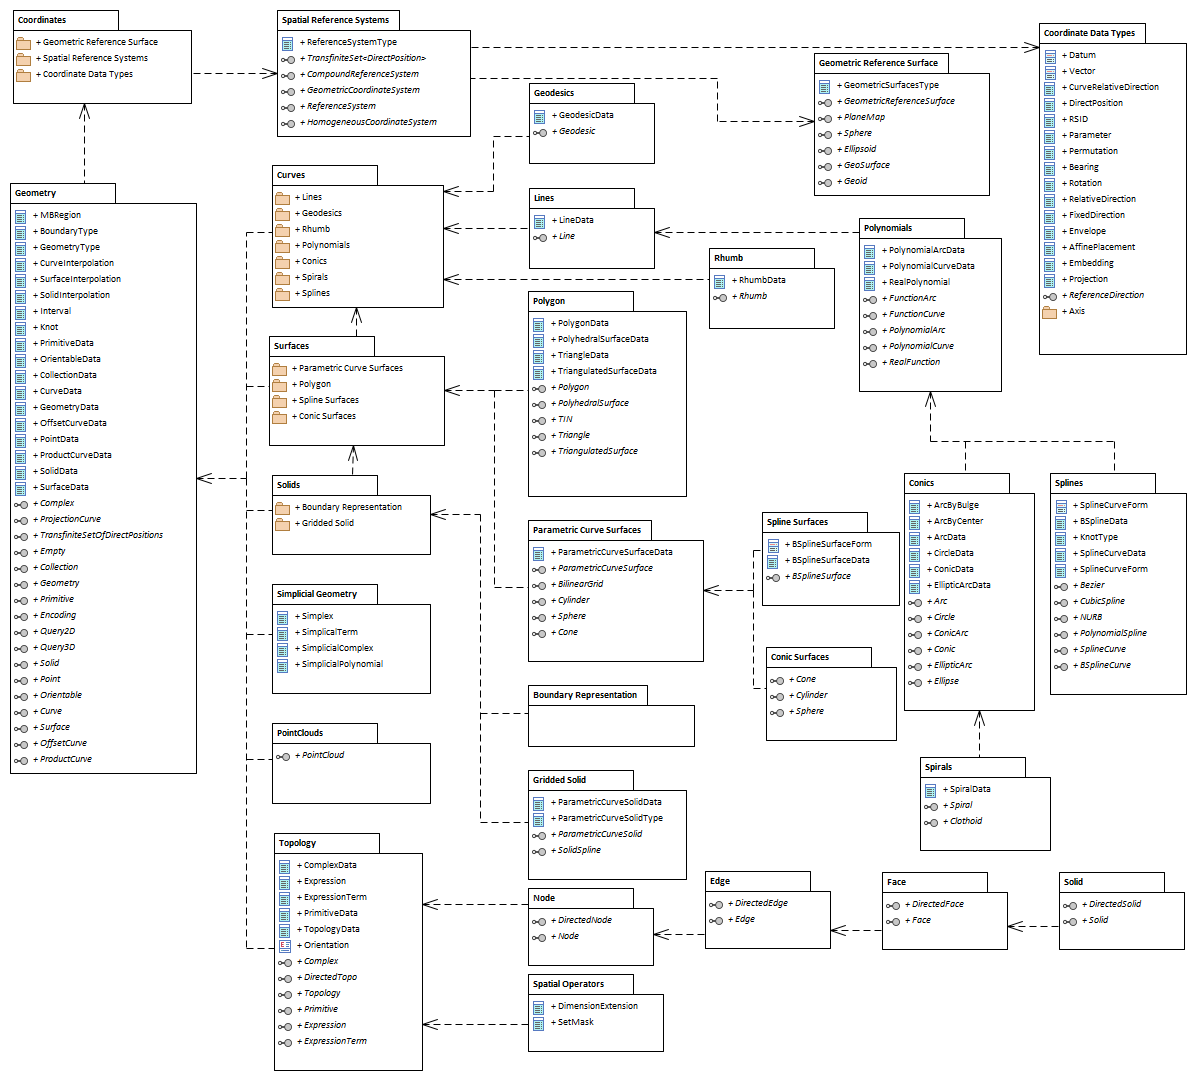 Coordinates
+ Geometric Reference Surface
+ Spatial Reference Systems
+ Coordinate Data Types
Spatial Reference Systems
+ ReferenceSystemType
+ TransfiniteSet<DirectPosition>
+ CompoundReferenceSystem
+ GeometricCoordinateSystem
+ ReferenceSystem
+ HomogeneousCoordinateSystem
Geometric Reference Surface
+ GeometricSurfacesType
+ GeometricReferenceSurface
+ PlaneMap
+ Sphere
+ Ellipsoid
+ GeoSurface
+ Geoid
Coordinate Data Types
+ Datum
+ Vector
+ CurveRelativeDirection
+ DirectPosition
+ RSID
+ Parameter
+ Permutation
+ Bearing
+ Rotation
+ RelativeDirection
+ FixedDirection
+ Envelope
+ AffinePlacement
+ Embedding
+ Projection
+ ReferenceDirection
+ Axis
Geometry
+ MBRegion
+ BoundaryType
+ GeometryType
+ CurveInterpolation
+ SurfaceInterpolation
+ SolidInterpolation
+ Interval
+ Knot
+ PrimitiveData
+ OrientableData
+ CollectionData
+ CurveData
+ GeometryData
+ OffsetCurveData
+ PointData
+ ProductCurveData
+ SolidData
+ SurfaceData
+ Complex
+ ProjectionCurve
+ TransfiniteSetOfDirectPositions
+ Empty
+ Collection
+ Geometry
+ Primitive
+ Encoding
+ Query2D
+ Query3D
+ Solid
+ Point
+ Orientable
+ Curve
+ Surface
+ OffsetCurve
+ ProductCurve
Curves
+ Lines
+ Geodesics
+ Rhumb
+ Polynomials
+ Conics
+ Spirals
+ Splines
Geodesics
+ GeodesicData
+ Geodesic
Lines
+ LineData
+ Line
Rhumb
+ RhumbData
+ Rhumb
Polynomials
+ PolynomialArcData
+ PolynomialCurveData
+ RealPolynomial
+ FunctionArc
+ FunctionCurve
+ PolynomialArc
+ PolynomialCurve
+ RealFunction
Surfaces
+ Parametric Curve Surfaces
+ Polygon
+ Spline Surfaces
+ Conic Surfaces
Polygon
+ PolygonData
+ PolyhedralSurfaceData
+ TriangleData
+ TriangulatedSurfaceData
+ Polygon
+ PolyhedralSurface
+ TIN
+ Triangle
+ TriangulatedSurface
Solids
+ Boundary Representation
+ Gridded Solid
Parametric Curve Surfaces
+ ParametricCurveSurfaceData
+ ParametricCurveSurface
+ BilinearGrid
+ Cylinder
+ Sphere
+ Cone
Spline Surfaces
+ BSplineSurfaceForm
+ BSplineSurfaceData
+ BSplineSurface
Conic Surfaces
+ Cone
+ Cylinder
+ Sphere
Conics
+ ArcByBulge
+ ArcByCenter
+ ArcData
+ CircleData
+ ConicData
+ EllipticArcData
+ Arc
+ Circle
+ ConicArc
+ Conic
+ EllipticArc
+ Ellipse
Splines
+ SplineCurveForm
+ BSplineData
+ KnotType
+ SplineCurveData
+ SplineCurveForm
+ Bezier
+ CubicSpline
+ NURB
+ PolynomialSpline
+ SplineCurve
+ BSplineCurve
Simplicial Geometry
+ Simplex
+ SimplicalTerm
+ SimplicialComplex
+ SimplicialPolynomial
Boundary Representation
PointClouds
+ PointCloud
Gridded Solid
+ ParametricCurveSolidData
+ ParametricCurveSolidType
+ ParametricCurveSolid
+ SolidSpline
Spirals
+ SpiralData
+ Spiral
+ Clothoid
Topology
+ ComplexData
+ Expression
+ ExpressionTerm
+ PrimitiveData
+ TopologyData
+ Orientation
+ Complex
+ DirectedTopo
+ Topology
+ Primitive
+ Expression
+ ExpressionTerm
Node
+ DirectedNode
+ Node
Edge
+ DirectedEdge
+ Edge
Face
+ DirectedFace
+ Face
Solid
+ DirectedSolid
+ Solid
Spatial Operators
+ DimensionExtension
+ SetMask